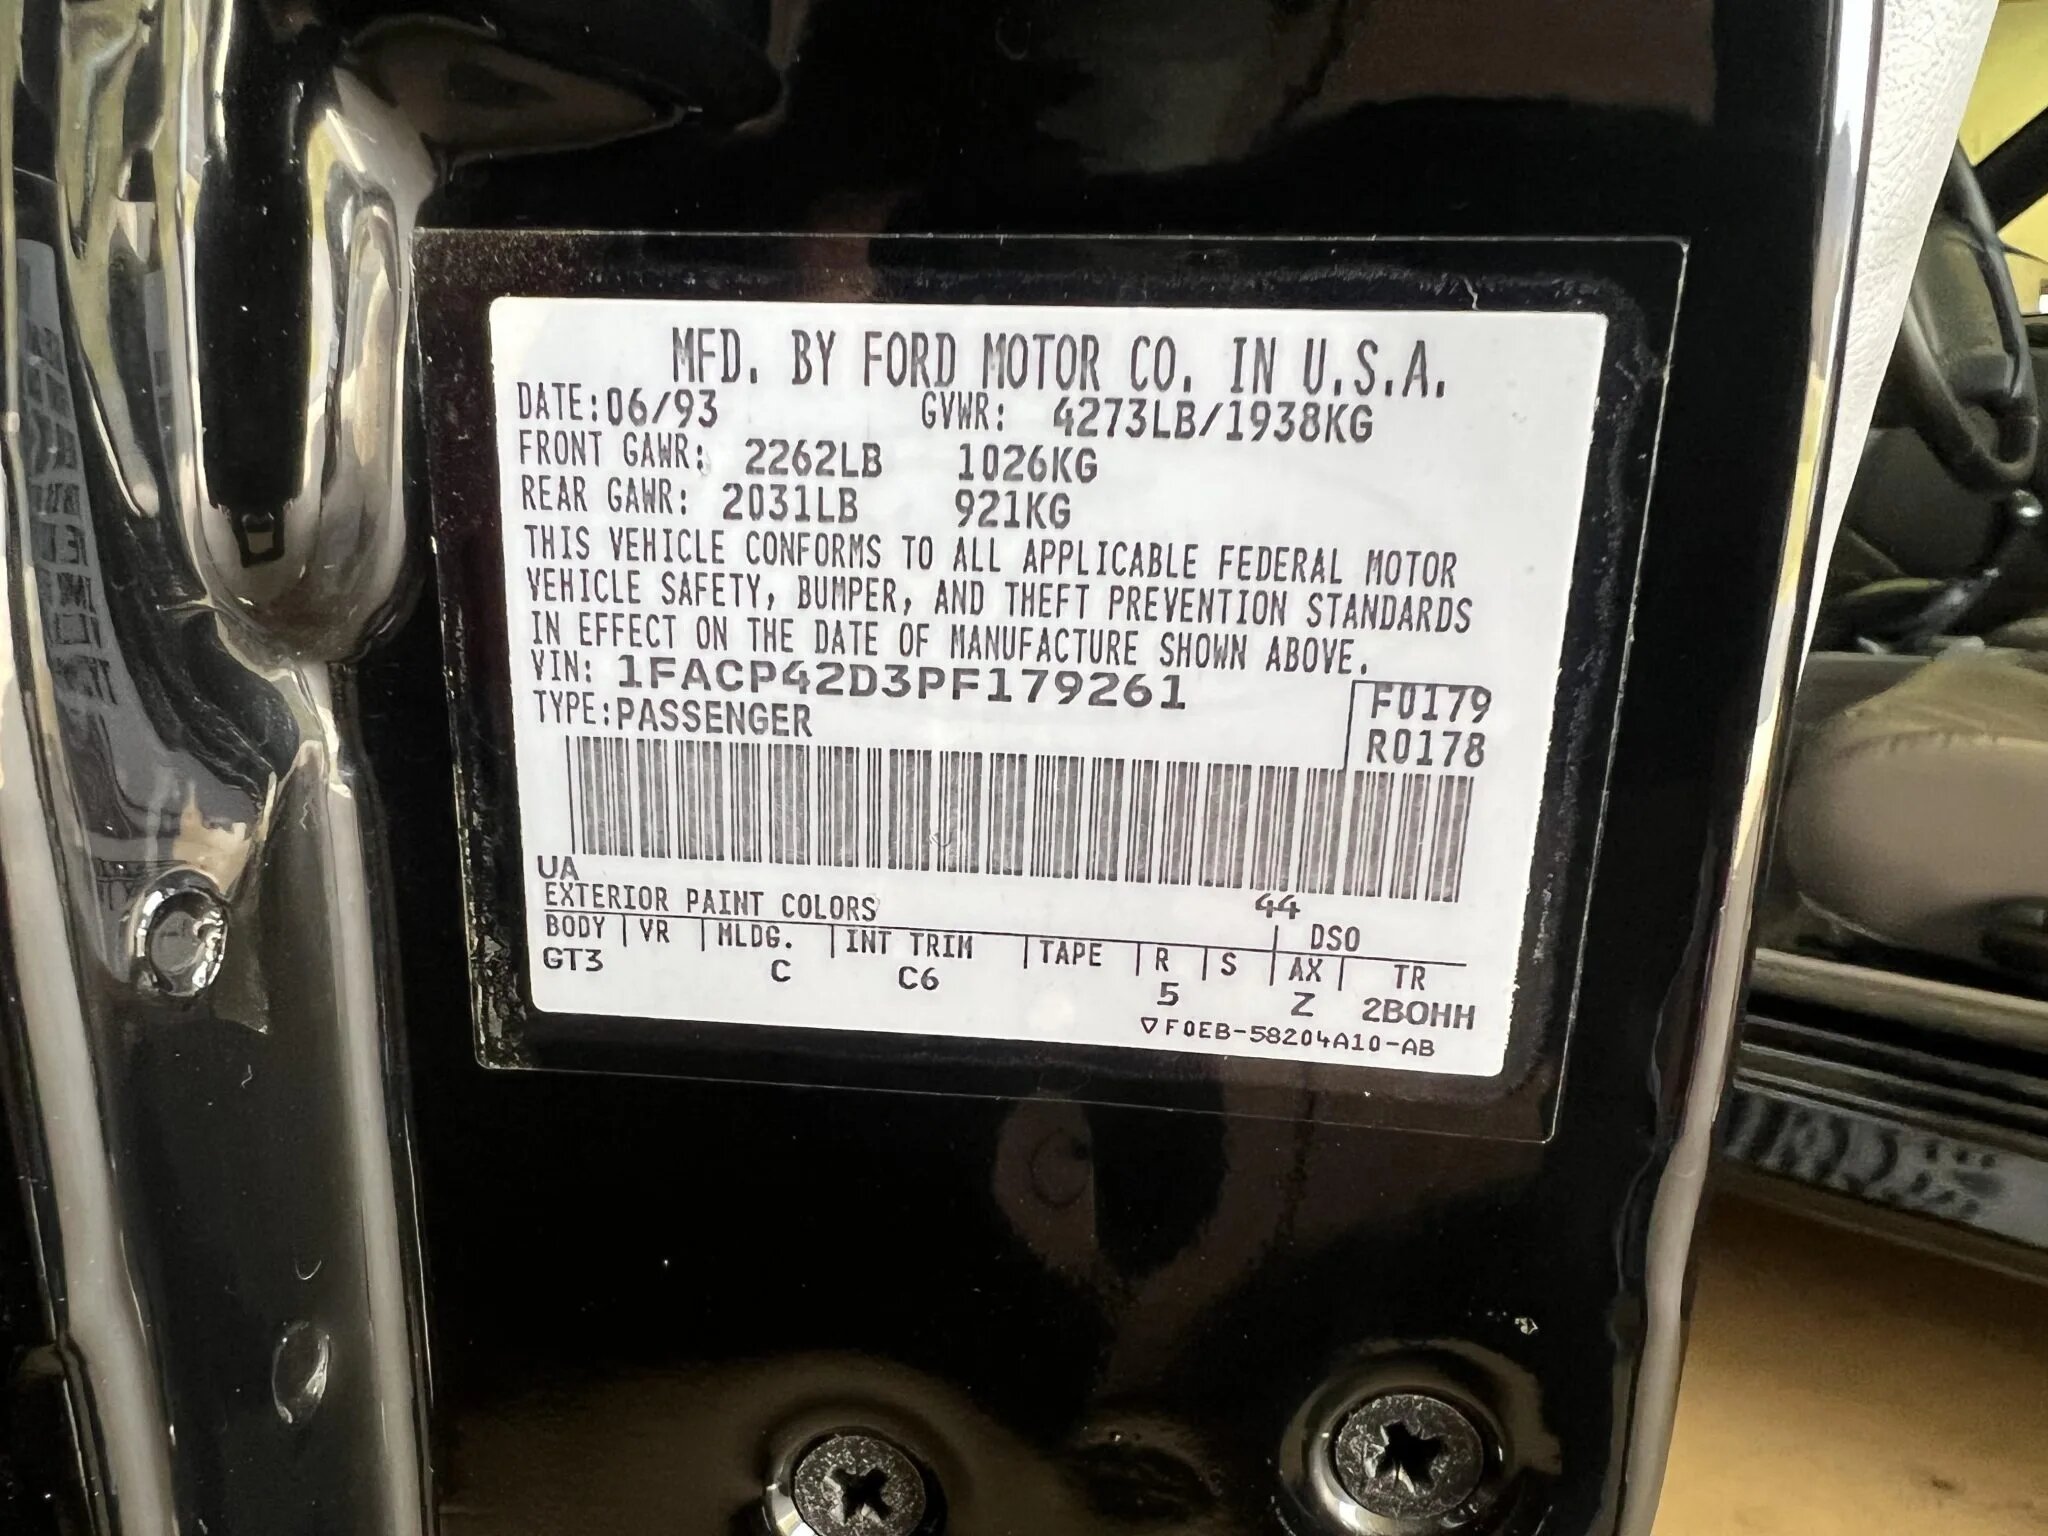 MFD. BY FORD MOTOR CO. IN U.S.A.
DATE:06/93 GVWR: 4273LB/1938KG
FRONT GAWR: 2262LB 1026KG
REAR GAWR: 2031LB 921KG
THIS VEHICLE CONFORMS TO ALL APPLICABLE FEDERAL MOTOR
VEHICLE SAFETY, BUMPER, AND THEFT PREVENTION STANDARDS
IN EFFECT ON THE DATE OF MANUFACTURE SHOWN ABOVE.
VIN: 1FACP42D3PF179261
TYPE:PASSENGER
F0179
R0178
UA
EXTERIOR PAINT COLORS 44 DSO
BODY VR MLDG. INT TRIM TAPE R S AX TR
GT3 C C6 5 Z 2BOHH
▽F0EB-58204A10-AB